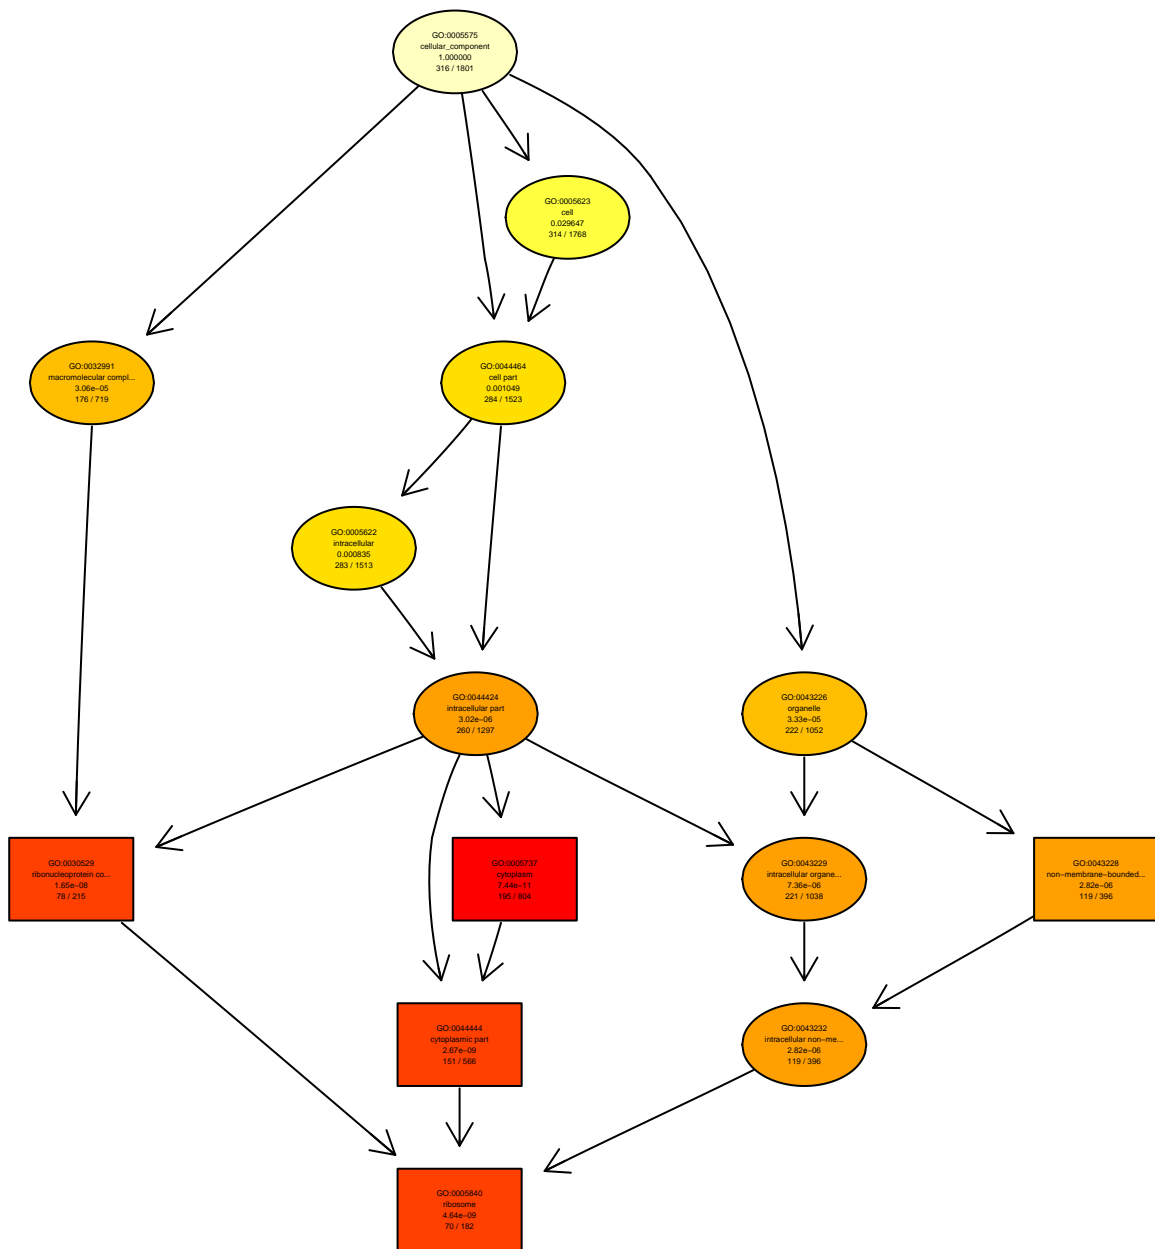 GO:0005575
cellular_component
1.000000
316 / 1801
GO:0005623
cell
0.029647
314 / 1768
GO:0032991
macromolecular compl...
3.06e−05
176 / 719
GO:0044464
cell part
0.001049
284 / 1523
GO:0005622
intracellular
0.000835
283 / 1513
GO:0044424
intracellular part
3.02e−06
260 / 1297
GO:0043226
organelle
3.33e−05
222 / 1052
GO:0030529
ribonucleoprotein co...
1.65e−08
78 / 215
GO:0005737
cytoplasm
7.44e−11
195 / 804
GO:0043229
intracellular organe...
7.36e−06
221 / 1038
GO:0043228
non−membrane−bounded...
2.82e−06
119 / 396
GO:0044444
cytoplasmic part
2.67e−09
151 / 566
GO:0043232
intracellular non−me...
2.82e−06
119 / 396
GO:0005840
ribosome
4.64e−09
70 / 182